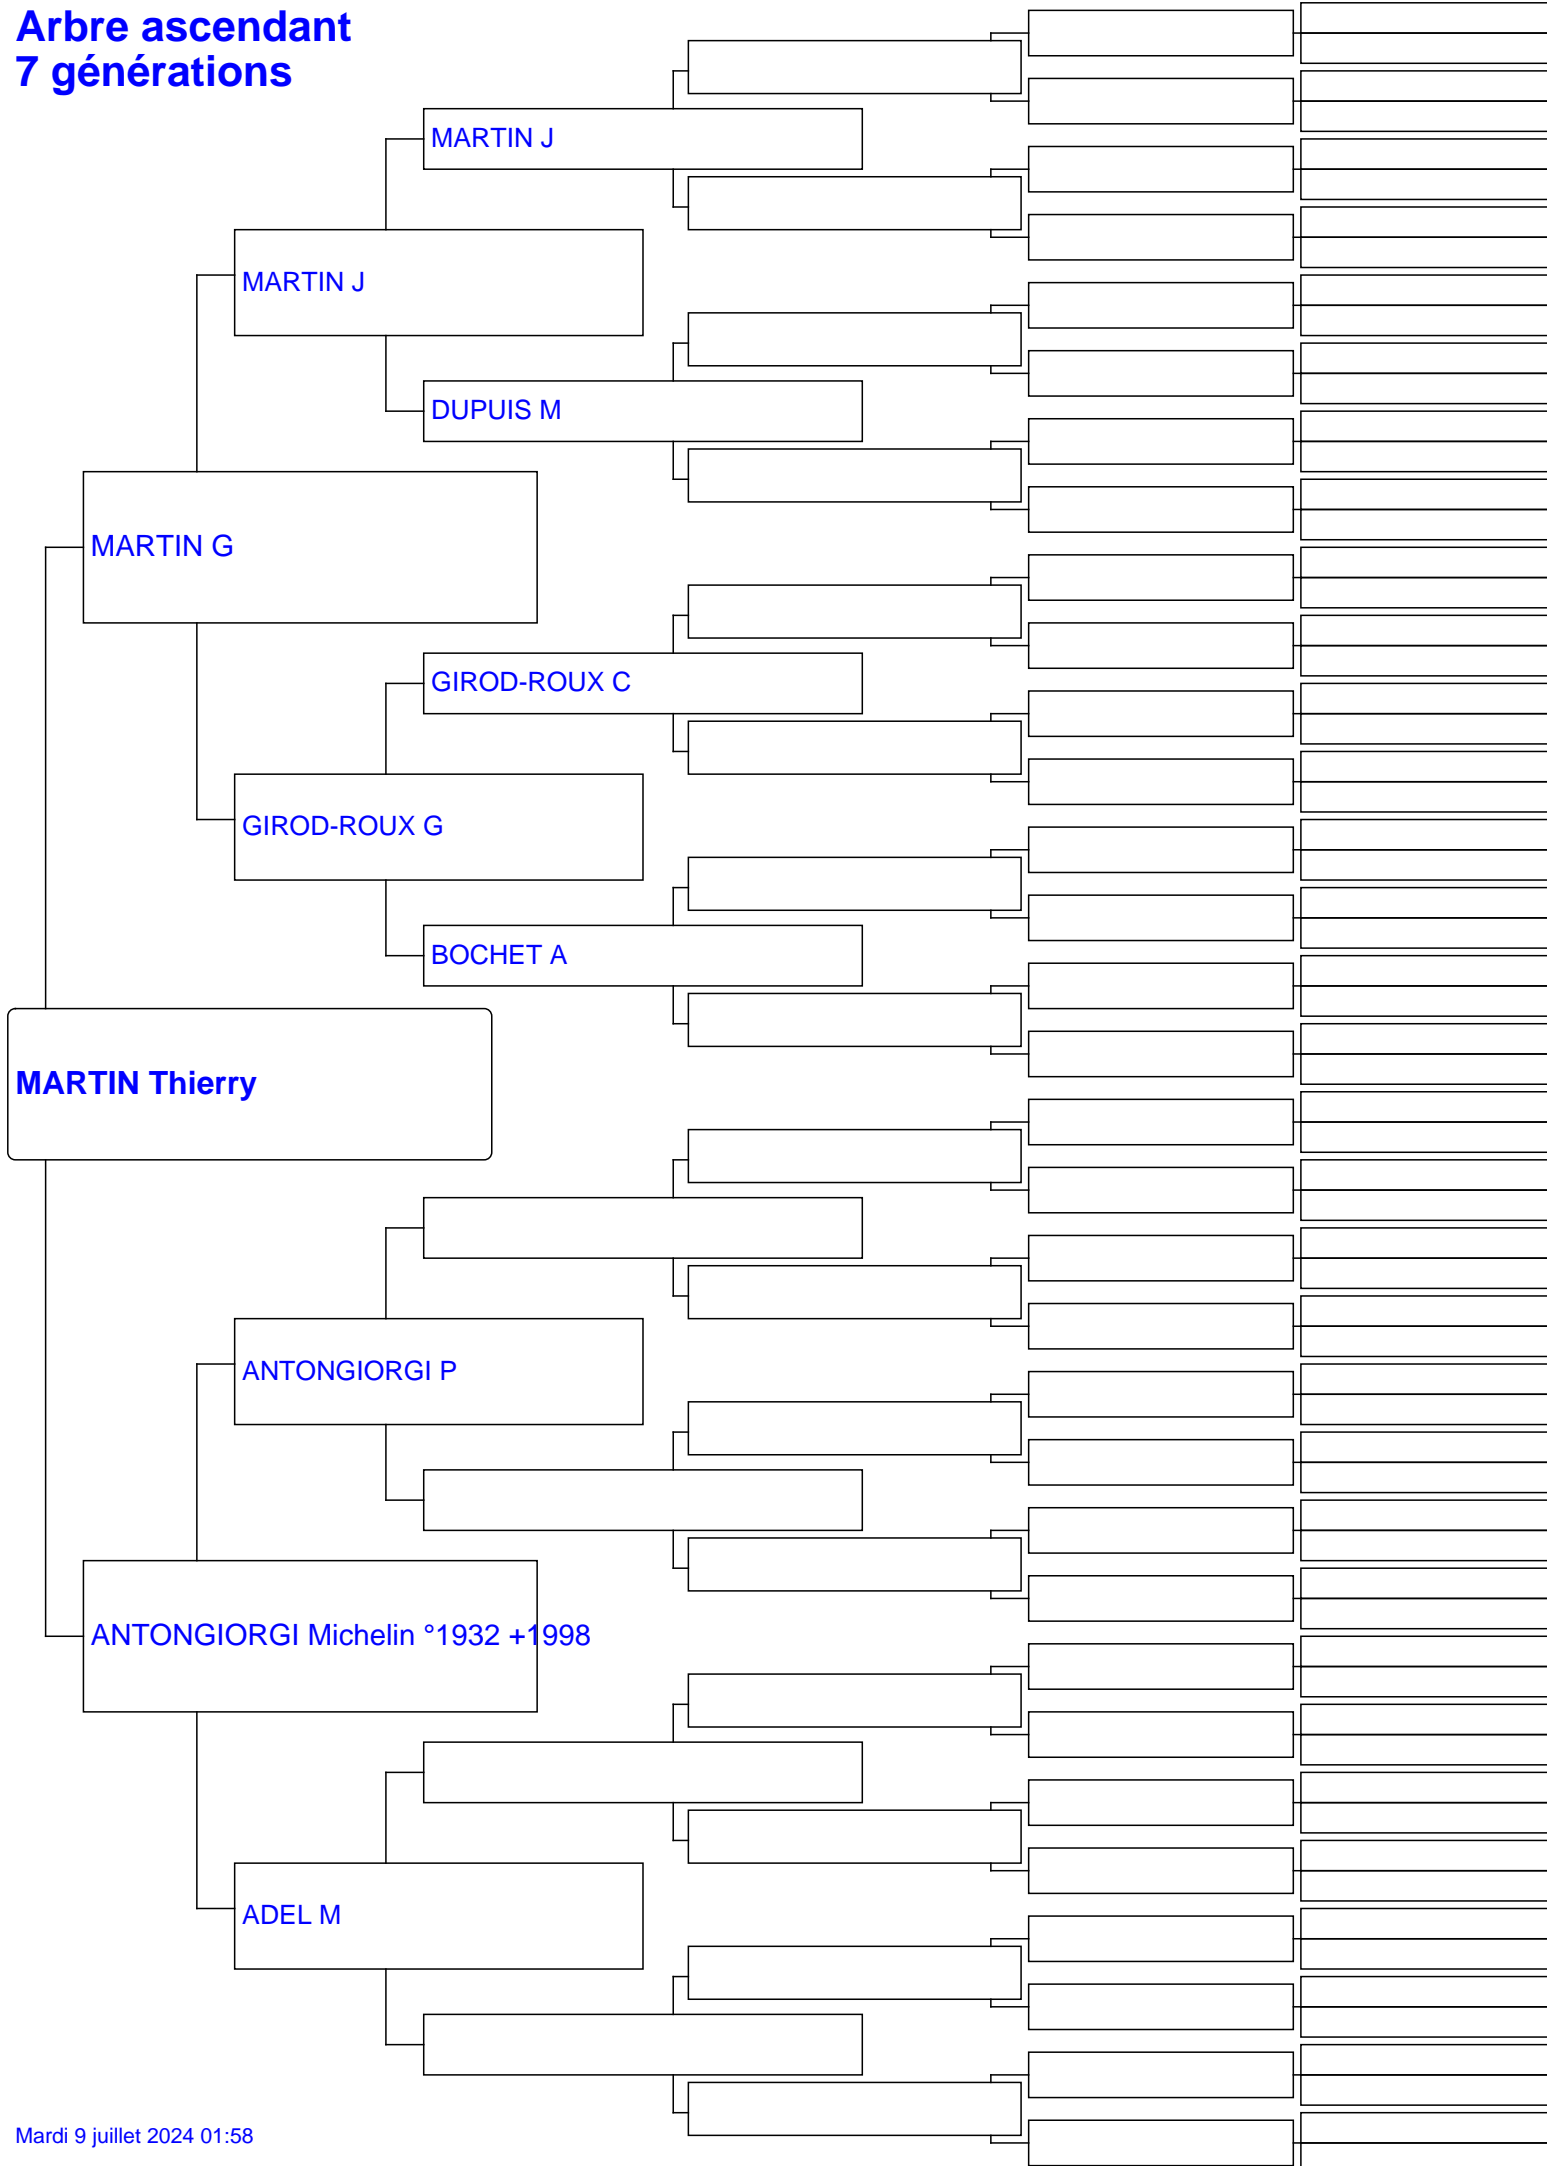 Arbre ascendant
7 générations
MARTIN J
MARTIN J
DUPUIS M
MARTIN G
GIROD-ROUX C
GIROD-ROUX G
BOCHET A
MARTIN Thierry
ANTONGIORGI P
ANTONGIORGI Michelin °1932 +1998
ADEL M
Mardi 9 juillet 2024 01:58